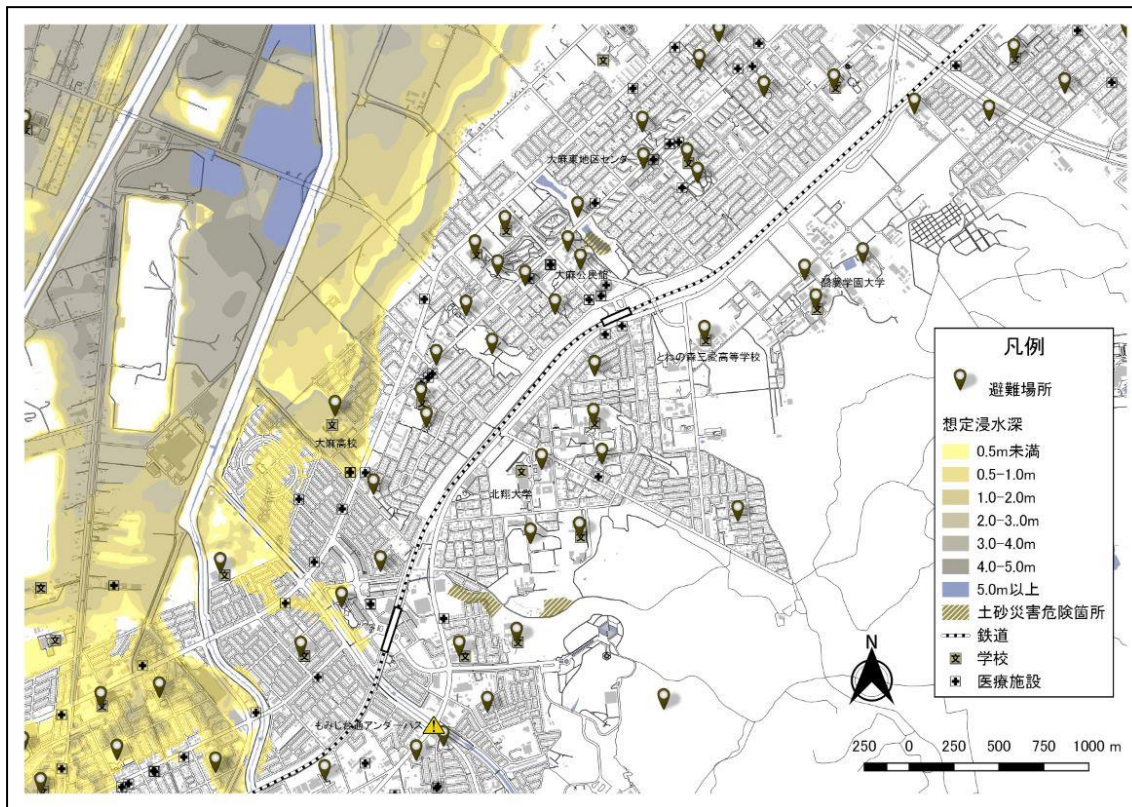 大麻東地区センター
大麻公民館
酪農学園大学
とわの森三愛高等学校
大麻高校
北翔大学
もみじ台通アンダーパス
凡例
避難場所
想定浸水深
0.5m未満
0.5-1.0m
1.0-2.0m
2.0-3..0m
3.0-4.0m
4.0-5.0m
5.0m以上
土砂災害危険箇所
鉄道
文 学校
医療施設
N
250 0 250 500 750 1000 m